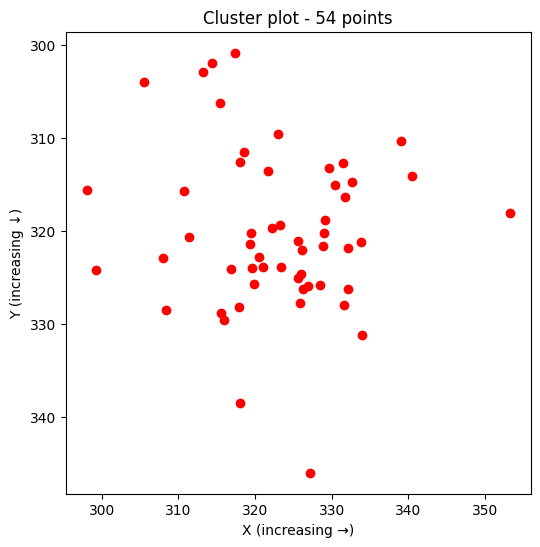 Cluster plot - 54 points
300
310
320
330
340
Y (increasing ↓)
300 310 320 330 340 350
X (increasing →)